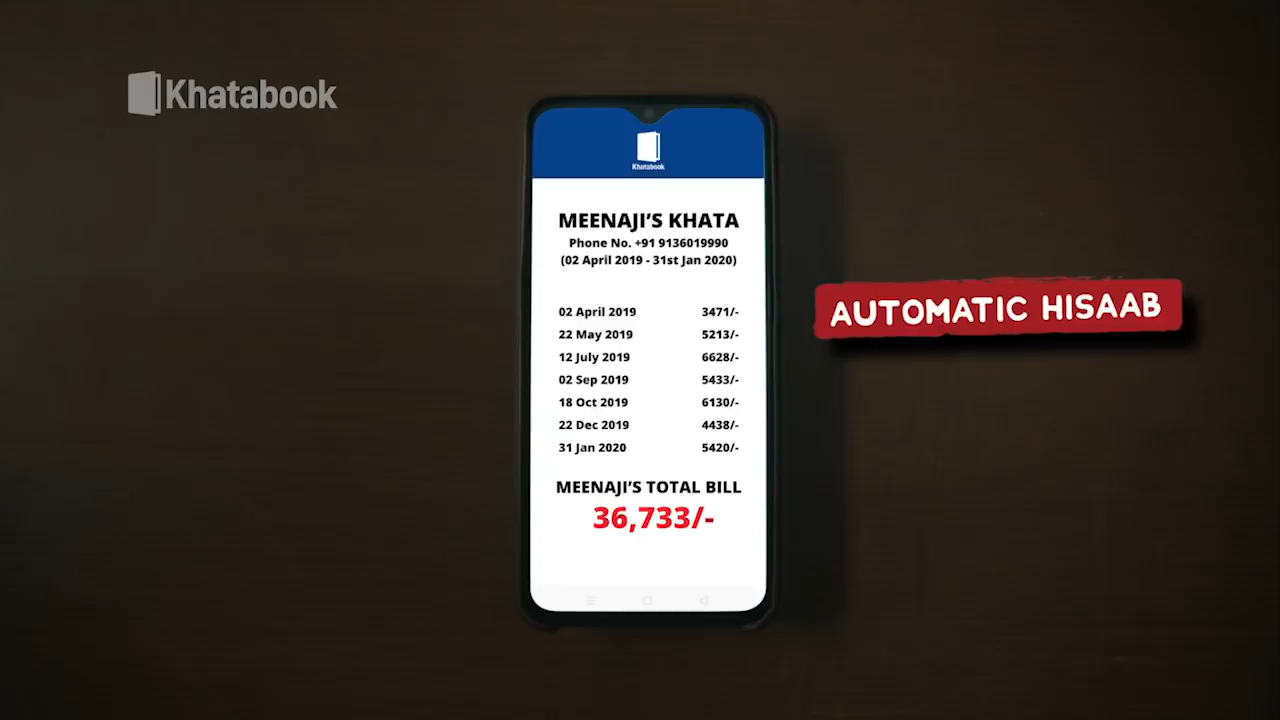 Khatabook
Khatabook
MEENAJI'S KHATA
Phone No. +91 9136019990
(02 April 2019 - 31st Jan 2020)
02 April 2019 3471/-
22 May 2019 5213/-
12 July 2019 6628/-
02 Sep 2019 5433/-
18 Oct 2019 6130/-
22 Dec 2019 4438/-
31 Jan 2020 5420/-
MEENAJI'S TOTAL BILL
36,733/-
AUTOMATIC HISAAB